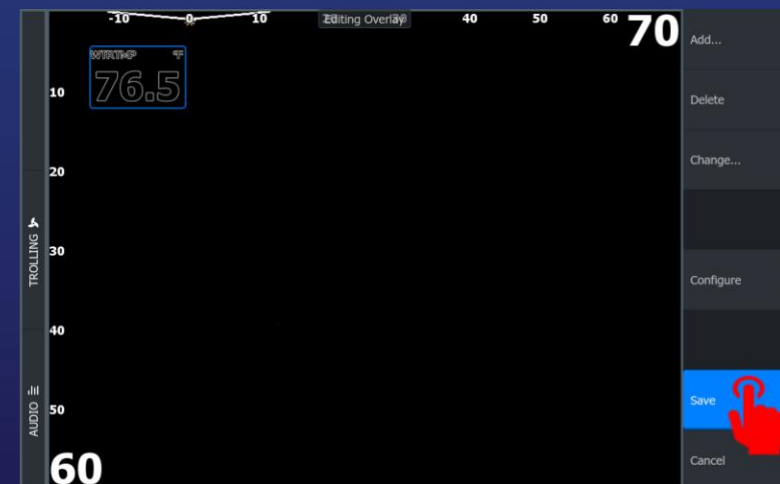 -10 0 10 Editing Overlay 40 50 60 70
WTRTMP °F
76.5
10
20
30
40
50
60
TROLLING
AUDIO
Add...
Delete
Change...
Configure
Save
Cancel